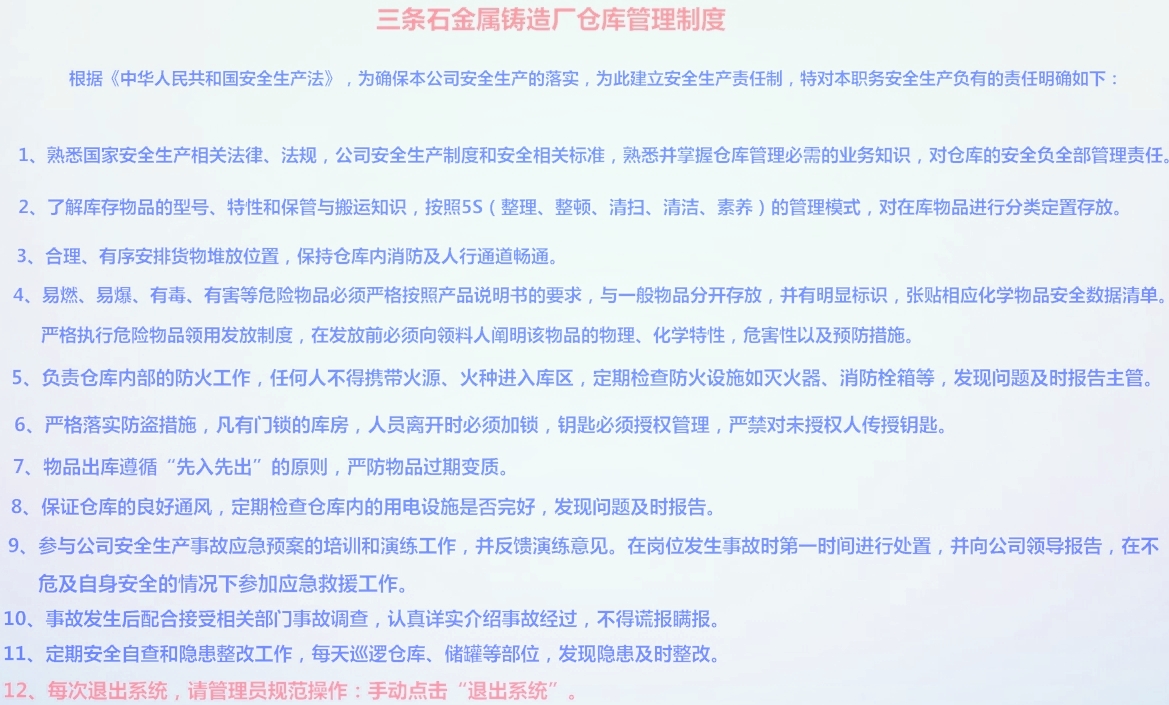 三条石金属铸造厂仓库管理制度
根据《中华人民共和国安全生产法》，为确保本公司安全生产的落实，为此建立安全生产责任制，特对本职务安全生产负有的责任明确如下：
1、熟悉国家安全生产相关法律、法规，公司安全生产制度和安全相关标准，熟悉并掌握仓库管理必需的业务知识，对仓库的安全负全部管理责任。
2、了解库存物品的型号、特性和保管与搬运知识，按照5S（整理、整顿、清扫、清洁、素养）的管理模式，对在库物品进行分类定置存放。
3、合理、有序安排货物堆放位置，保持仓库内消防及人行通道畅通。
4、易燃、易爆、有毒、有害等危险物品必须严格按照产品说明书的要求，与一般物品分开存放，并有明显标识，张贴相应化学物品安全数据清单。
严格执行危险物品领用发放制度，在发放前必须向领料人阐明该物品的物理、化学特性，危害性以及预防措施。
5、负责仓库内部的防火工作，任何人不得携带火源、火种进入库区，定期检查防火设施如灭火器、消防栓箱等，发现问题及时报告主管。
6、严格落实防盗措施，凡有门锁的库房，人员离开时必须加锁，钥匙必须授权管理，严禁对未授权人传授钥匙。
7、物品出库遵循“先入先出”的原则，严防物品过期变质。
8、保证仓库的良好通风，定期检查仓库内的用电设施是否完好，发现问题及时报告。
9、参与公司安全生产事故应急预案的培训和演练工作，并反馈演练意见。在岗位发生事故时第一时间进行处置，并向公司领导报告，在不
危及自身安全的情况下参加应急救援工作。
10、事故发生后配合接受相关部门事故调查，认真详实介绍事故经过，不得谎报瞒报。
11、定期安全自查和隐患整改工作，每天巡逻仓库、储罐等部位，发现隐患及时整改。
12、每次退出系统，请管理员规范操作：手动点击“退出系统”。